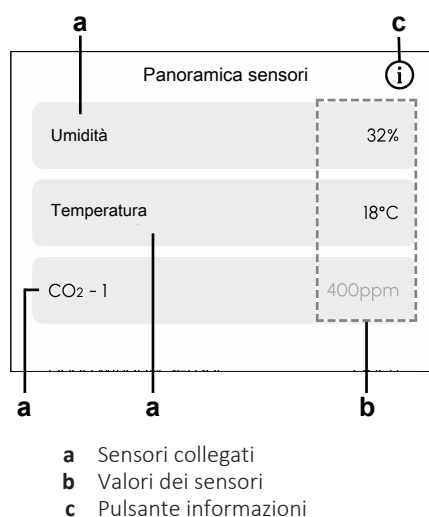 a c
Panoramica sensori i
Umidità 32%
Temperatura 18°C
a CO2 - 1 400ppm
a a b
a Sensori collegati
b Valori dei sensori
c Pulsante informazioni